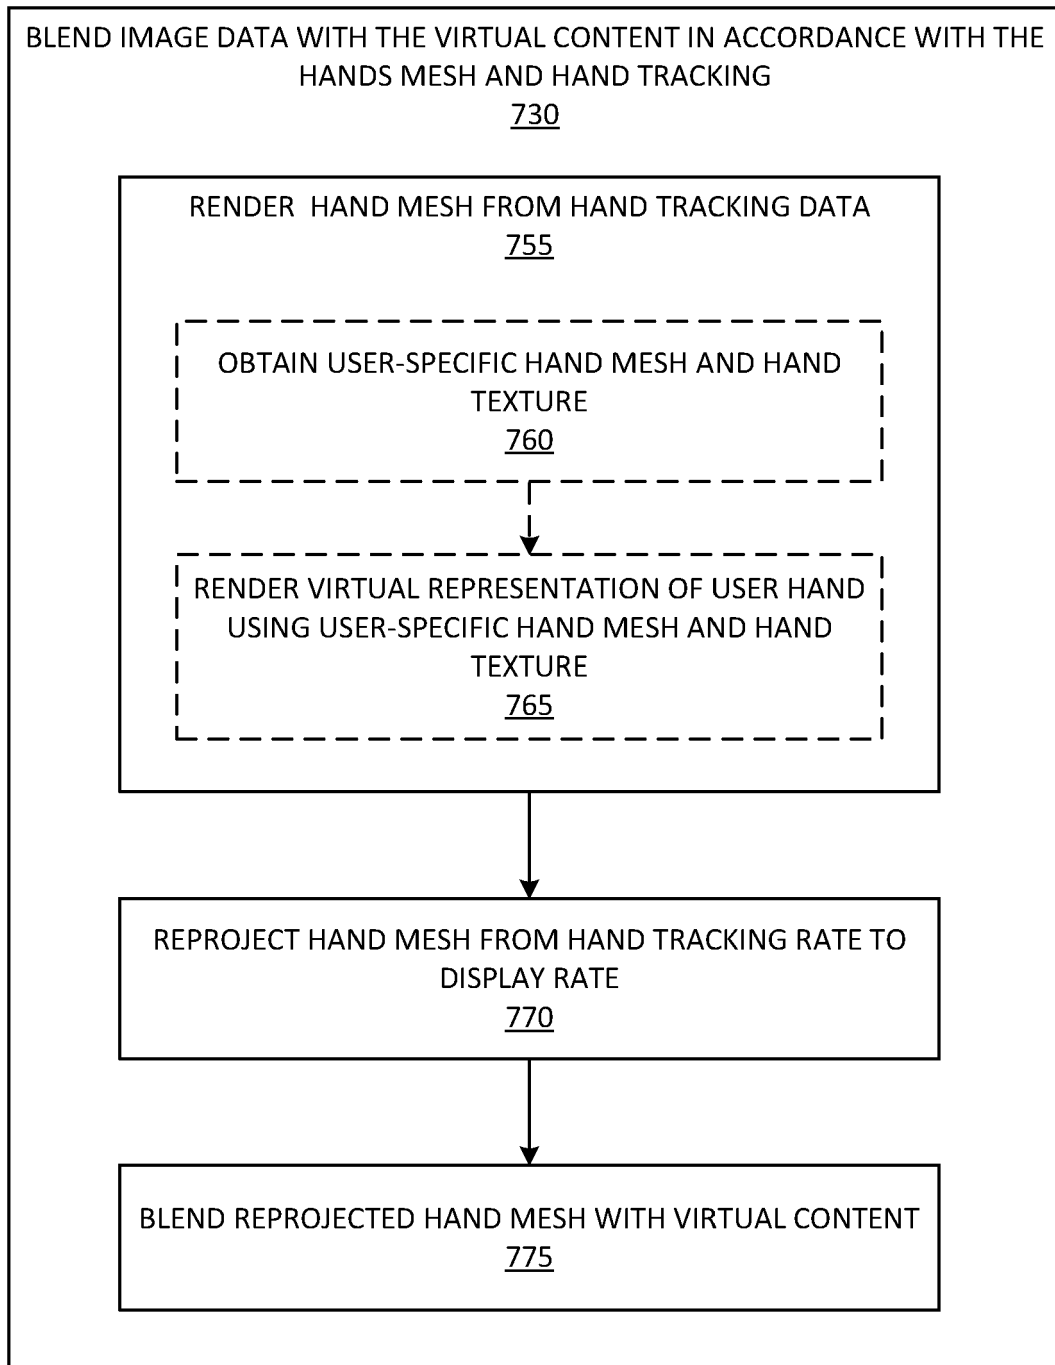 BLEND IMAGE DATA WITH THE VIRTUAL CONTENT IN ACCORDANCE WITH THE
HANDS MESH AND HAND TRACKING
730
RENDER HAND MESH FROM HAND TRACKING DATA
755
OBTAIN USER-SPECIFIC HAND MESH AND HAND
TEXTURE
760
RENDER VIRTUAL REPRESENTATION OF USER HAND
USING USER-SPECIFIC HAND MESH AND HAND
TEXTURE
765
REPROJECT HAND MESH FROM HAND TRACKING RATE TO
DISPLAY RATE
770
BLEND REPROJECTED HAND MESH WITH VIRTUAL CONTENT
775